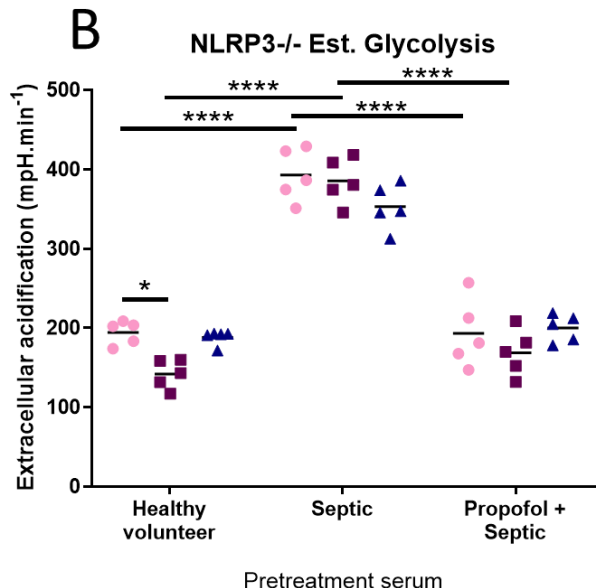 B
NLRP3-/- Est. Glycolysis
Extracellular acidification (mpH.min⁻¹)
500
400
300
200
100
0
****
****
****
****
*
Healthy
volunteer
Septic
Propofol +
Septic
Pretreatment serum